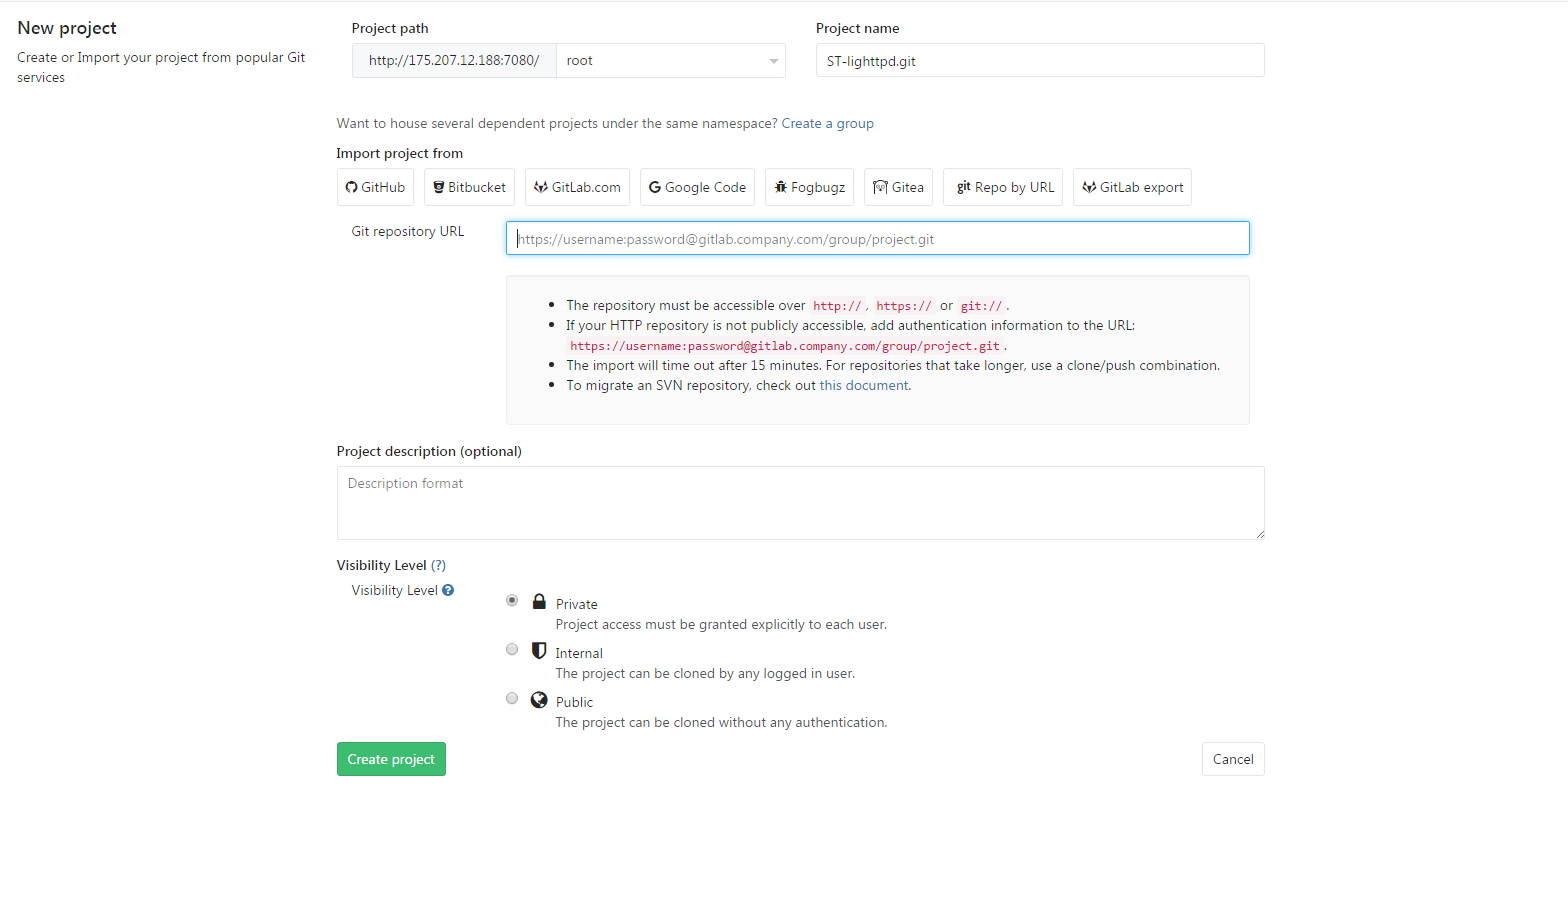 New project
Create or Import your project from popular Git
services
Project path
http://175.207.12.188:7080/
root
Project name
ST-lighttpd.git
Want to house several dependent projects under the same namespace? Create a group
Import project from
GitHub
Bitbucket
GitLab.com
Google Code
Fogbugz
Gitea
git Repo by URL
GitLab export
Git repository URL
https://username:password@gitlab.company.com/group/project.git
The repository must be accessible over http://, https:// or git://.
If your HTTP repository is not publicly accessible, add authentication information to the URL:
https://username:password@gitlab.company.com/group/project.git.
The import will time out after 15 minutes. For repositories that take longer, use a clone/push combination.
To migrate an SVN repository, check out this document.
Project description (optional)
Description format
Visibility Level (?)
Visibility Level ?
Private
Project access must be granted explicitly to each user.
Internal
The project can be cloned by any logged in user.
Public
The project can be cloned without any authentication.
Create project
Cancel